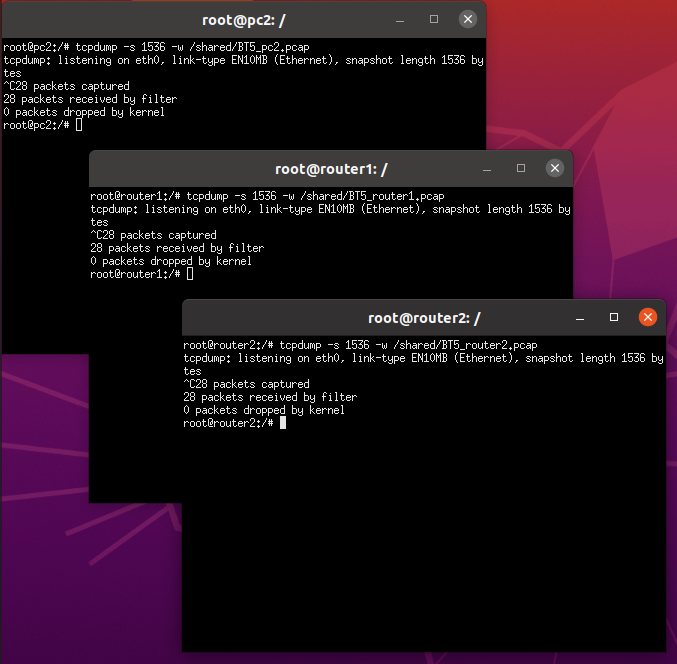 root@pc2: /
root@pc2:/# tcpdump -s 1536 -w /shared/BT5_pc2.pcap
tcpdump: listening on eth0, link-type EN10MB (Ethernet), snapshot length 1536 by
tes
^C28 packets captured
28 packets received by filter
0 packets dropped by kernel
root@pc2:/#
root@router1: /
root@router1:/# tcpdump -s 1536 -w /shared/BT5_router1.pcap
tcpdump: listening on eth0, link-type EN10MB (Ethernet), snapshot length 1536 by
tes
^C28 packets captured
28 packets received by filter
0 packets dropped by kernel
root@router1:/#
root@router2: /
root@router2:/# tcpdump -s 1536 -w /shared/BT5_router2.pcap
tcpdump: listening on eth0, link-type EN10MB (Ethernet), snapshot length 1536 by
tes
^C28 packets captured
28 packets received by filter
0 packets dropped by kernel
root@router2:/#